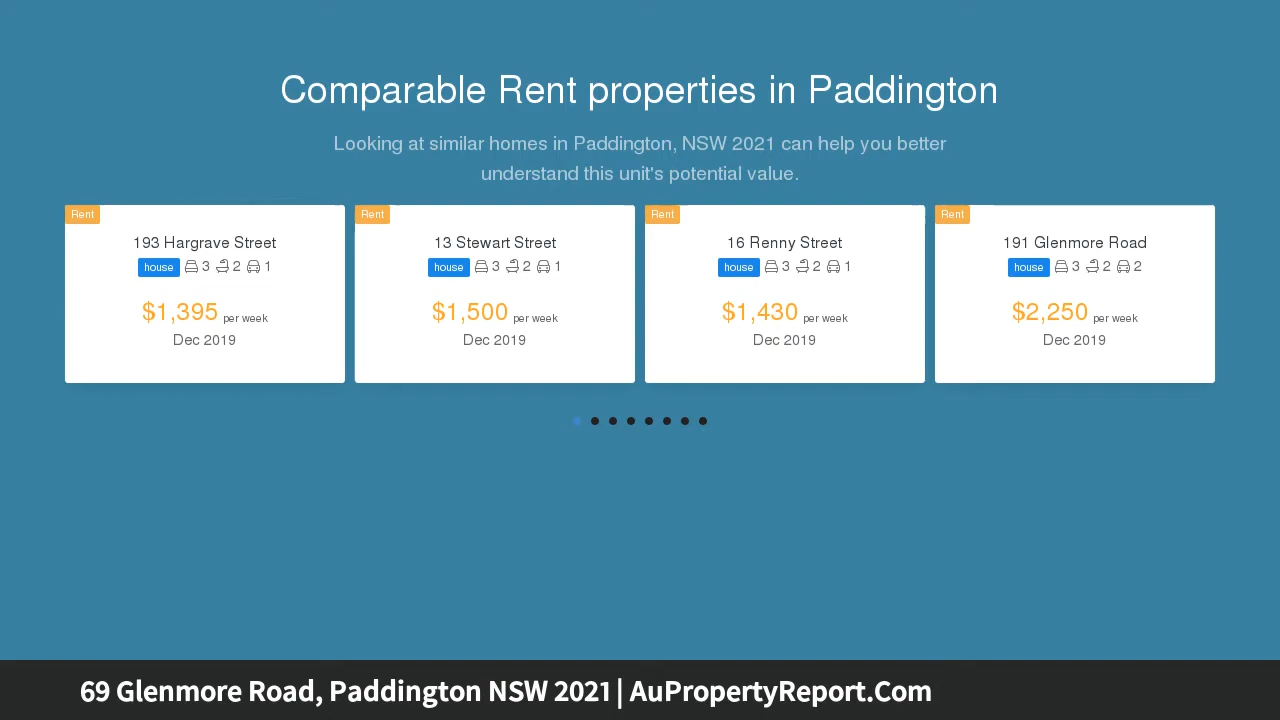 Comparable Rent properties in Paddington
Looking at similar homes in Paddington, NSW 2021 can help you better
understand this unit's potential value.
Rent
193 Hargrave Street
house 3 2 1
$1,395 per week
Dec 2019
Rent
13 Stewart Street
house 3 2 1
$1,500 per week
Dec 2019
Rent
16 Renny Street
house 3 2 1
$1,430 per week
Dec 2019
Rent
191 Glenmore Road
house 3 2 2
$2,250 per week
Dec 2019
69 Glenmore Road, Paddington NSW 2021 | AuPropertyReport.Com